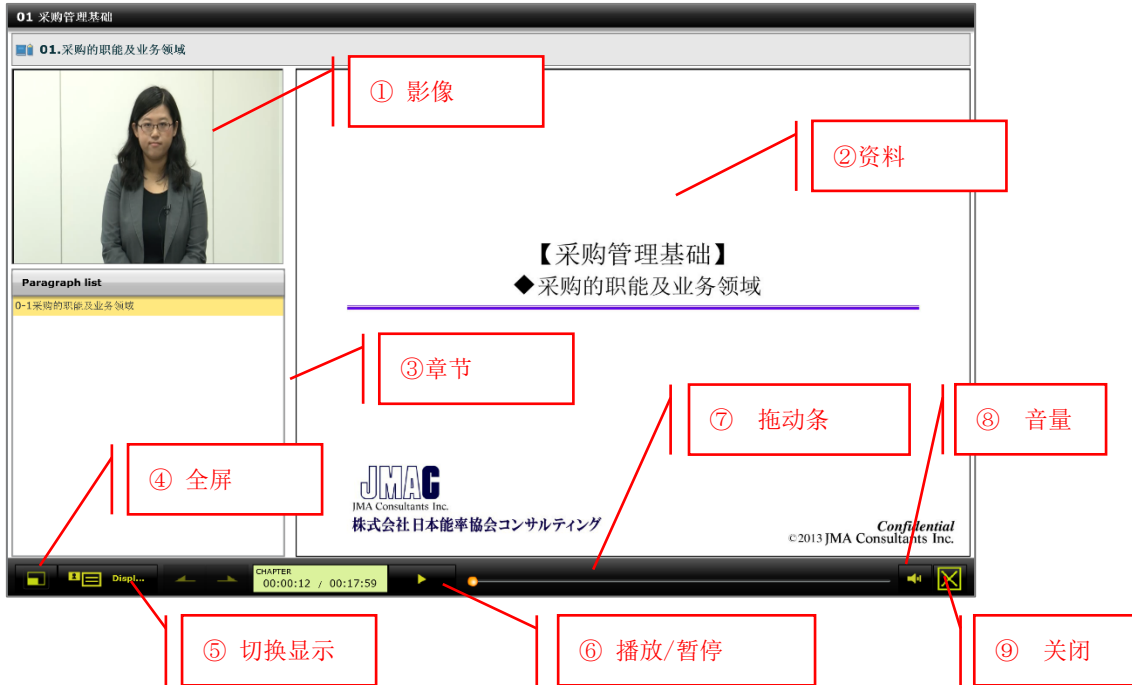 01 采购管理基础
01.采购的职能及业务领域
① 影像
②资料
【采购管理基础】
◆采购的职能及业务领域
Paragraph list
0-1采购的职能及业务领域
③章节
④ 全屏
⑦ 拖动条
⑧ 音量
JMAC
JMA Consultants Inc.
株式会社日本能率協会コンサルティング
Confidential
©2013 JMA Consultants Inc.
Displ...
CHAPTER
00:00:12 / 00:17:59
⑤ 切换显示
⑥ 播放/暂停
⑨ 关闭